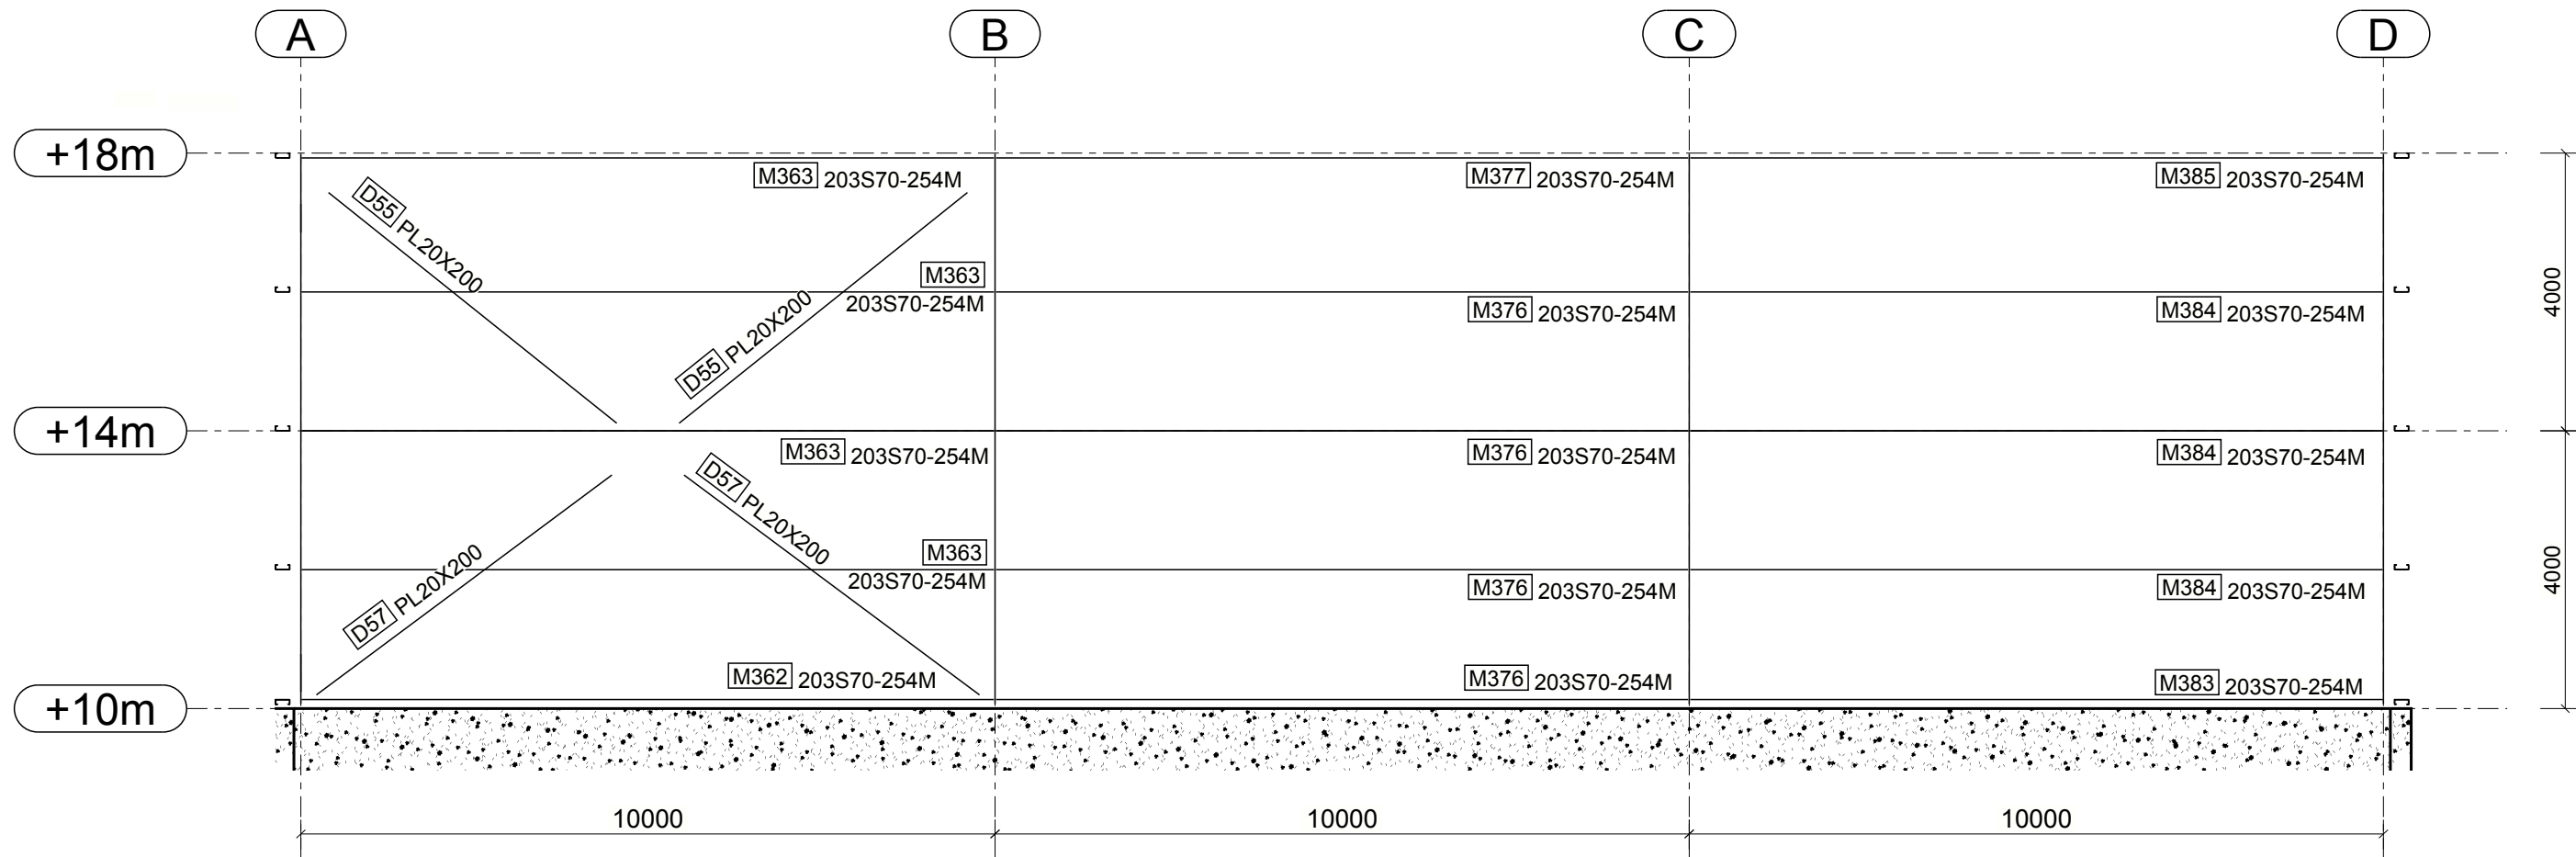 A B C D
+18m
M363 203S70-254M
M377 203S70-254M
M385 203S70-254M
D55 PL20X200
M363
203S70-254M
M376 203S70-254M
M384 203S70-254M
4000
D55 PL20X200
+14m
M363 203S70-254M
M376 203S70-254M
M384 203S70-254M
D57 PL20X200
M363
203S70-254M
M376 203S70-254M
M384 203S70-254M
4000
D57 PL20X200
M362 203S70-254M
M376 203S70-254M
M383 203S70-254M
+10m
10000 10000 10000